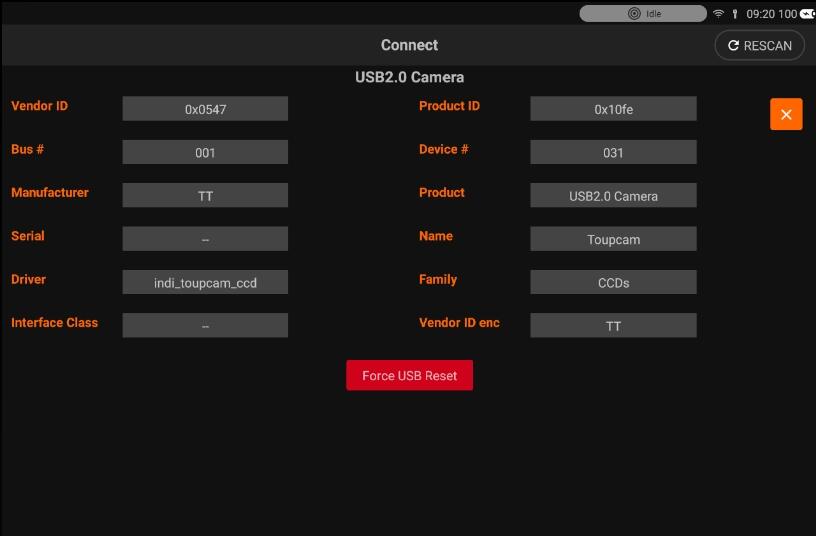 Idle 09:20 100
Connect
RESCAN
USB2.0 Camera
Vendor ID 0x0547 Product ID 0x10fe
Bus # 001 Device # 031
Manufacturer TT Product USB2.0 Camera
Serial -- Name Toupcam
Driver indi_toupcam_ccd Family CCDs
Interface Class -- Vendor ID enc TT
Force USB Reset